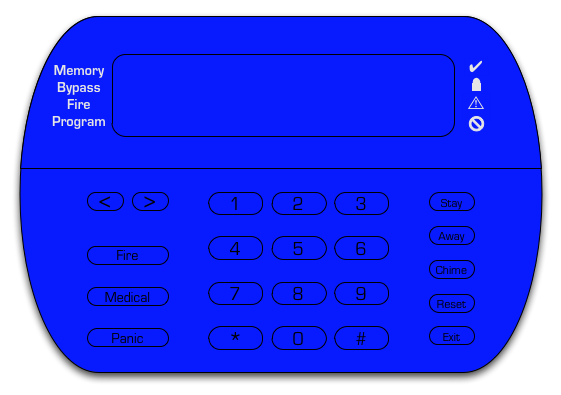 Memory
Bypass
Fire
Program
< >
1 2 3
Stay
4 5 6
Away
Fire
Chime
Medical
7 8 9
Reset
Panic
* 0 #
Exit